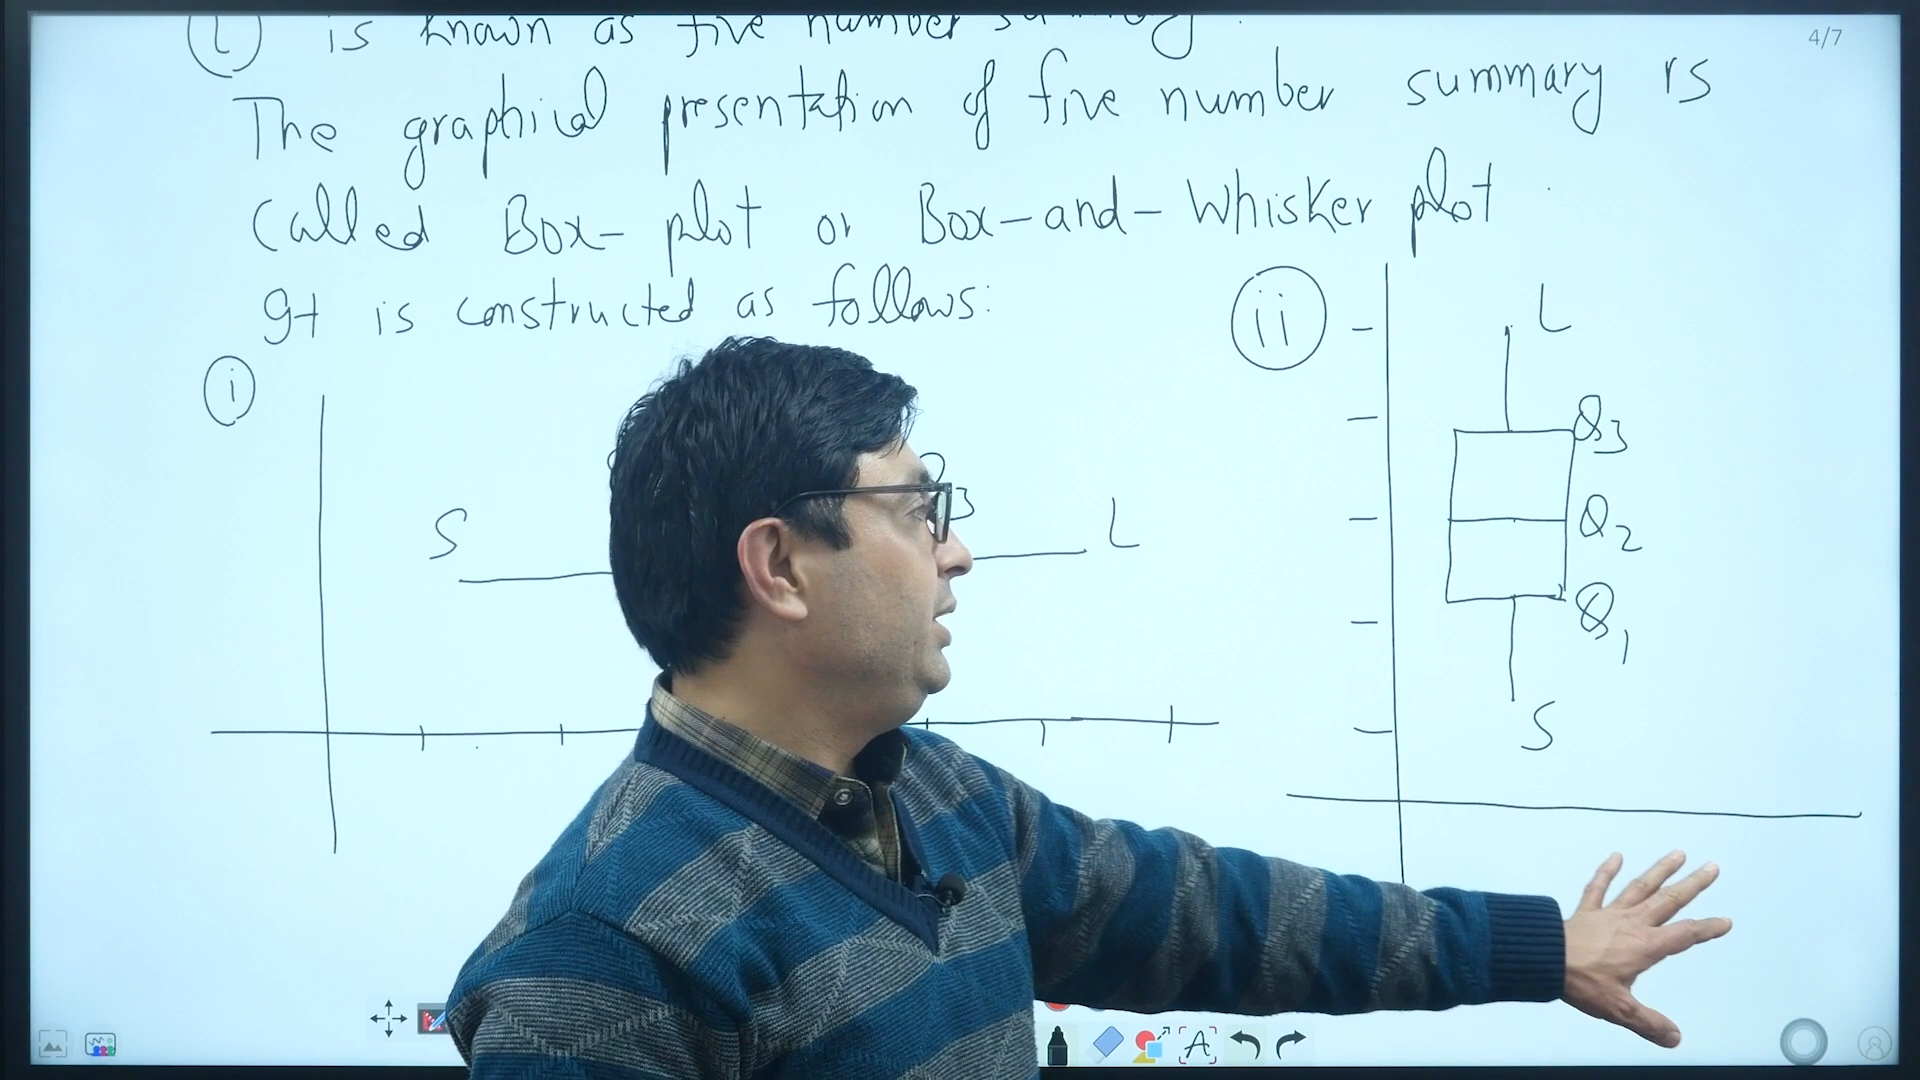 (L) is known as five number summary.
The graphical presentation of five number summary is
called Box-plot or Box-and-Whisker plot
It is constructed as follows:
4/7
i
S
3
L
ii
L
Q3
Q2
Q1
S